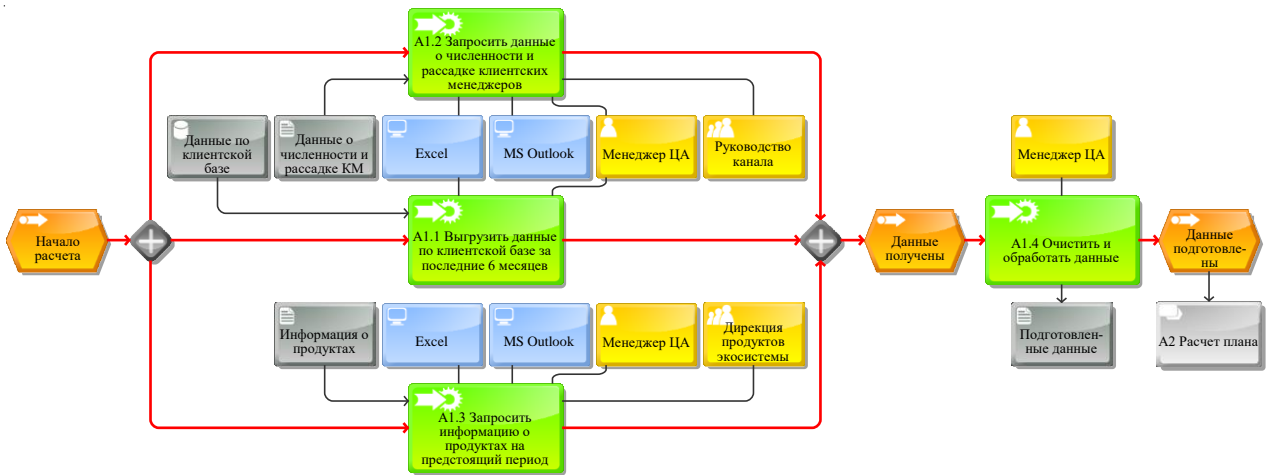 А1.2 Запросить данные
о численности и
рассадке клиентских
менеджеров
Данные по
клиентской
базе
Данные о
численности и
рассадке КМ
Excel
MS Outlook
Менеджер ЦА
Руководство
канала
Менеджер ЦА
Начало
расчета
А1.1 Выгрузить данные
по клиентской базе за
последние 6 месяцев
Данные
получены
А1.4 Очистить и
обработать данные
Данные
подготовле-
ны
Информация о
продуктах
Excel
MS Outlook
Менеджер ЦА
Дирекция
продуктов
экосистемы
Подготовлен-
ные данные
А2 Расчет плана
А1.3 Запросить
информацию о
продуктах на
предстоящий период